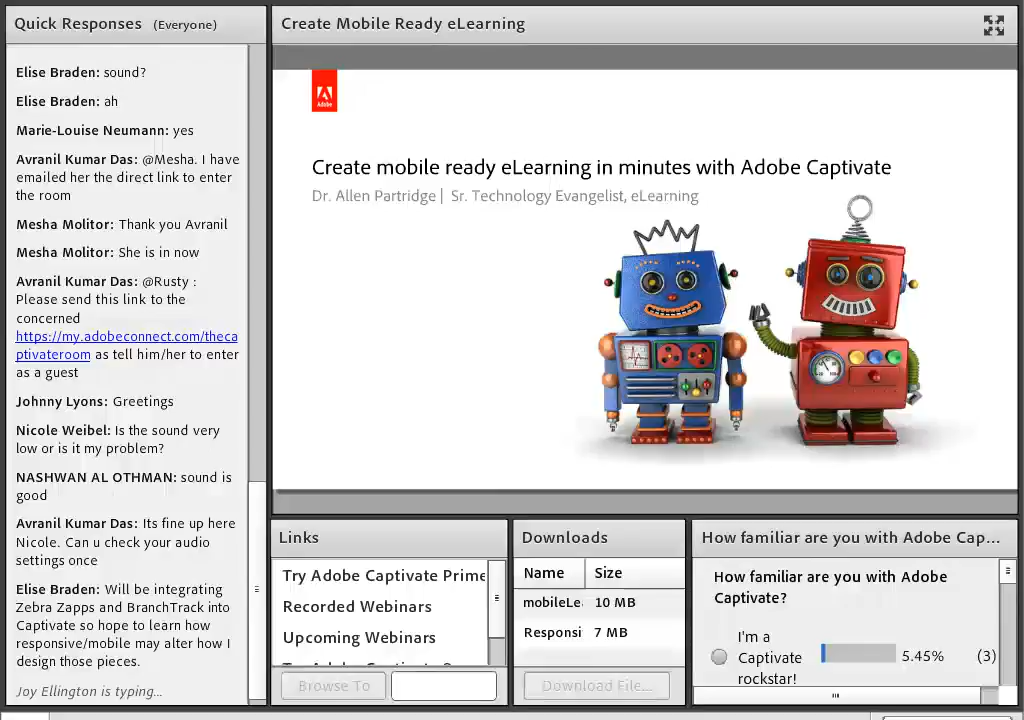 Quick Responses (Everyone)
Elise Braden: sound?
Elise Braden: ah
Marie-Louise Neumann: yes
Avranil Kumar Das: @Mesha. I have
emailed her the direct link to enter
the room
Mesha Molitor: Thank you Avranil
Mesha Molitor: She is in now
Avranil Kumar Das: @Rusty :
Please send this link to the
concerned
https://my.adobeconnect.com/theca
ptivateroom as tell him/her to enter
as a guest
Johnny Lyons: Greetings
Nicole Weibel: Is the sound very
low or is it my problem?
NASHWAN AL OTHMAN: sound is
good
Avranil Kumar Das: Its fine up here
Nicole. Can u check your audio
settings once
Elise Braden: Will be integrating
Zebra Zapps and BranchTrack into
Captivate so hope to learn how
responsive/mobile may alter how I
design those pieces.
Joy Ellington is typing...
Create Mobile Ready eLearning
Adobe
Create mobile ready eLearning in minutes with Adobe Captivate
Dr. Allen Partridge | Sr. Technology Evangelist, eLearning
Links
Try Adobe Captivate Prime
Recorded Webinars
Upcoming Webinars
Browse To
Downloads
Name Size
mobileLe 10 MB
Responsi 7 MB
Download File...
How familiar are you with Adobe Cap...
How familiar are you with Adobe
Captivate?
I'm a
Captivate
rockstar!
5.45% (3)